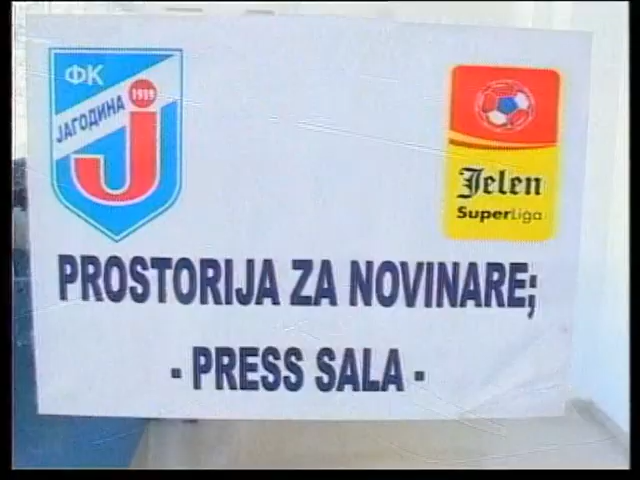 ФК
1919
ЈАГОДИНА
J
Jelen
SuperLiga
PROSTORIJA ZA NOVINARE;
- PRESS SALA -